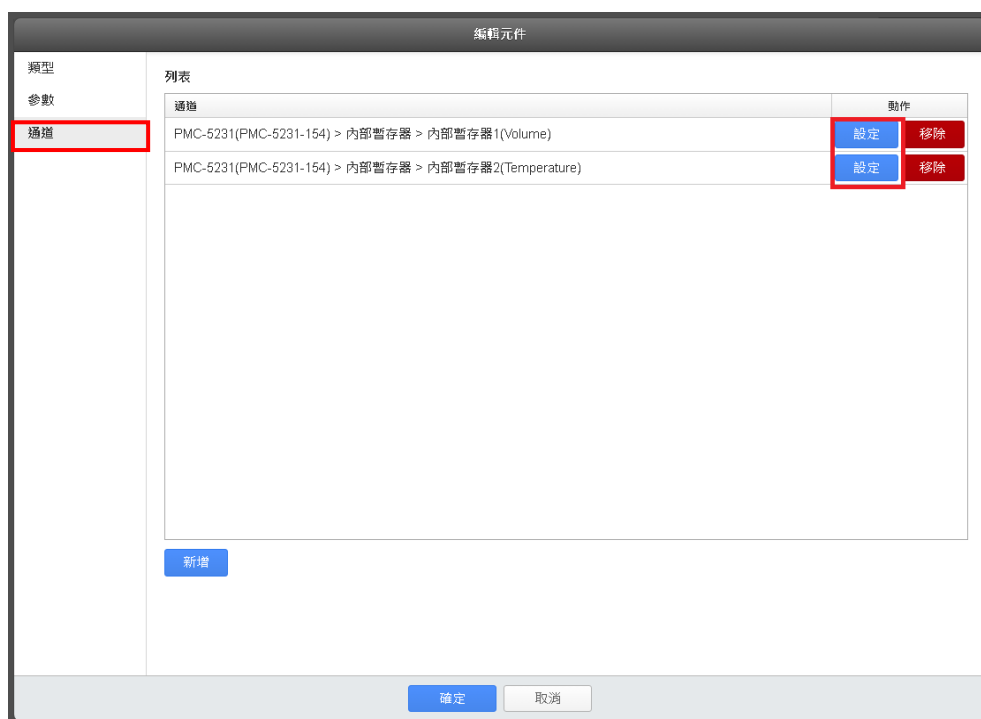 編輯元件
類型
參數
通道
列表
通道 動作
PMC-5231(PMC-5231-154) > 內部暫存器 > 內部暫存器1(Volume) 設定 移除
PMC-5231(PMC-5231-154) > 內部暫存器 > 內部暫存器2(Temperature) 設定 移除
新增
確定 取消